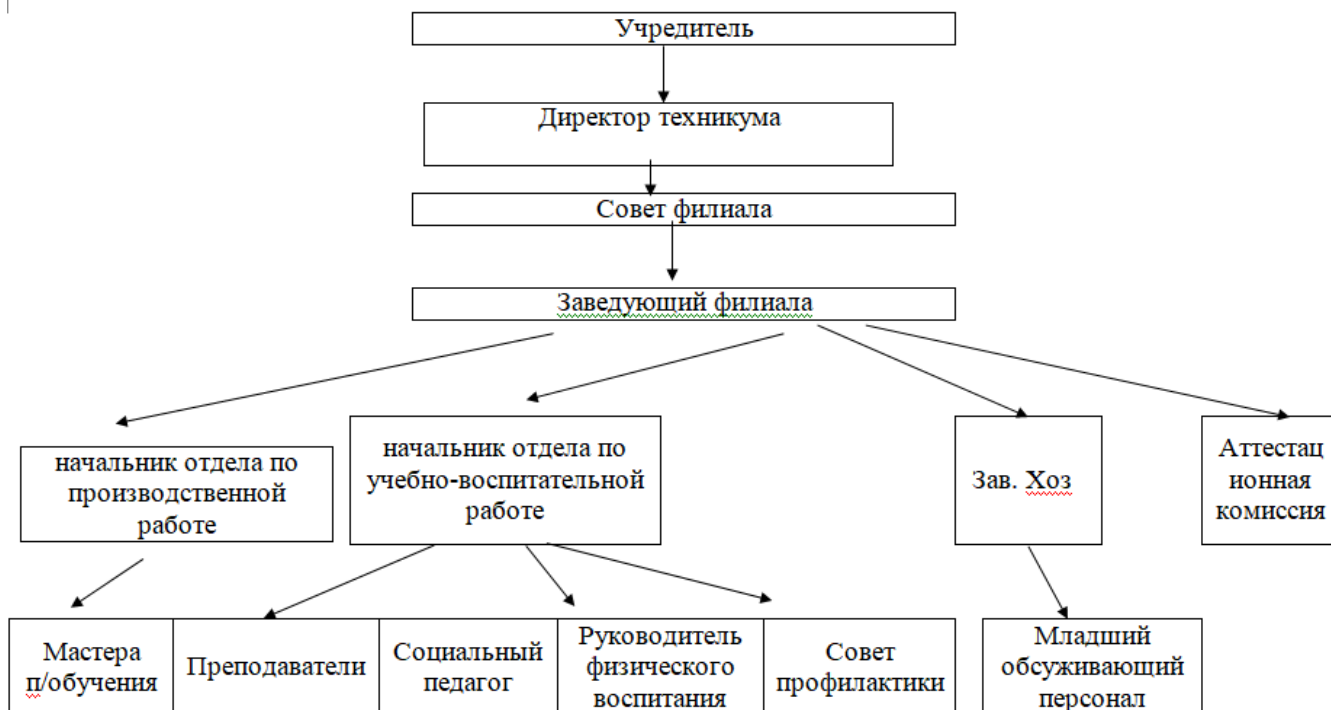 Учредитель
Директор техникума
Совет филиала
Заведующий филиала
начальник отдела по
производственной
работе
начальник отдела по
учебно-воспитательной
работе
Зав. Хоз
Аттестац
ионная
комиссия
Мастера
п/обучения
Преподаватели
Социальный
педагог
Руководитель
физического
воспитания
Совет
профилактики
Младший
обсуживающий
персонал